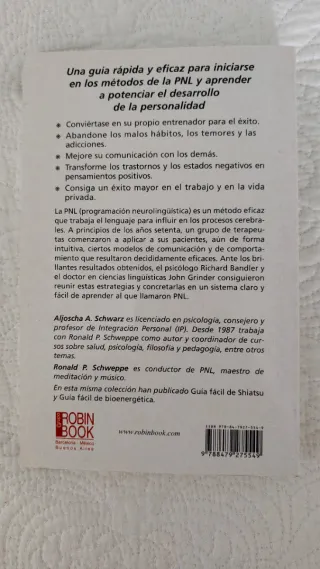 Una guía rápida y eficaz para iniciarse
en los métodos de la PNL y aprender
a potenciar el desarrollo
de la personalidad
● Conviértase en su propio entrenador para el éxito.
● Abandone los malos hábitos, los temores y las
adicciones.
● Mejore su comunicación con los demás.
● Transforme los trastornos y los estados negativos en
pensamientos positivos.
● Consiga un éxito mayor en el trabajo y en la vida
privada.
La PNL (programación neurolingüística) es un método eficaz
que trabaja el lenguaje para influir en los procesos cerebra-
les. A principios de los años setenta, un grupo de terapeu-
tas comenzaron a aplicar a sus pacientes, aún de forma
intuitiva, ciertos modelos de comunicación y de comporta-
miento que resultaron decididamente eficaces. Ante los bri-
llantes resultados obtenidos, el psicólogo Richard Bandler y
el doctor en ciencias lingüísticas John Grinder consiguieron
reunir estas estrategias y concretarlas en un sistema claro y
fácil de aprender al que llamaron PNL.
Aljoscha A. Schwarz es licenciado en psicología, consejero y
profesor de Integración Personal (IP). Desde 1987 trabaja
con Ronald P. Schweppe como autor y coordinador de cur-
sos sobre salud, psicología, filosofía y pedagogía, entre otros
temas.
Ronald P. Schweppe es conductor de PNL, maestro de
meditación y músico.
En esta misma colección han publicado Guía fácil de Shiatsu
y Guía fácil de bioenergética.
ROBIN
BOOK
Barcelona - México
Buenos Aires
www.robinbook.com
9 788479 275549